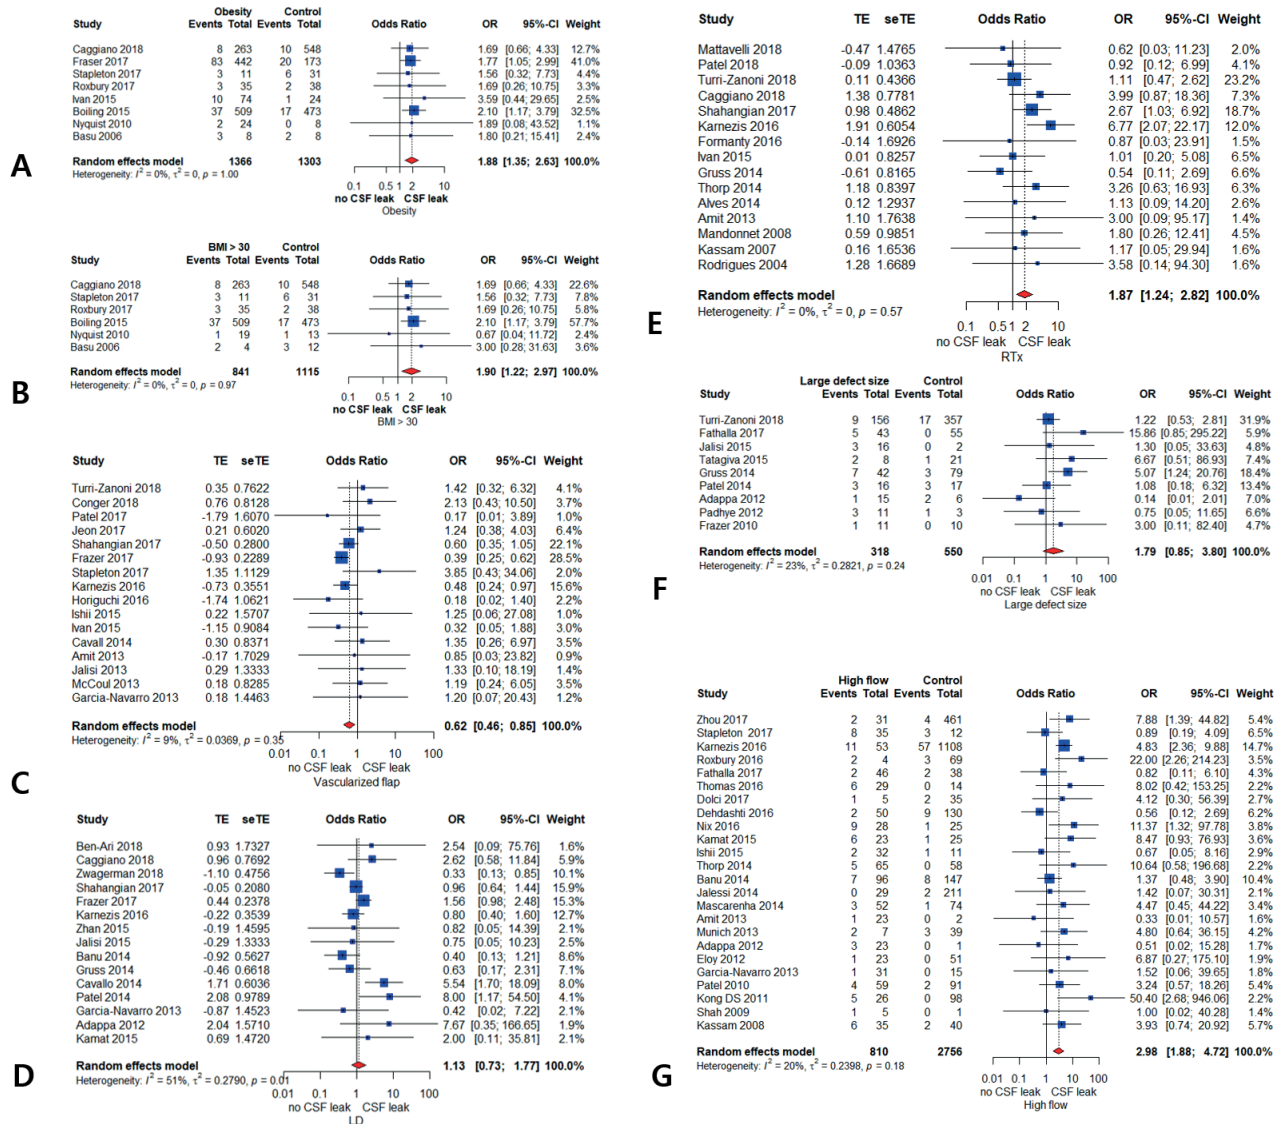 Obesity Control
Study Events Total Events Total Odds Ratio OR 95%-CI Weight
Caggiano 2018 8 263 10 548 1.69 [0.66; 4.33] 12.7%
Fraser 2017 83 442 20 173 1.77 [1.05; 2.99] 41.0%
Stapleton 2017 3 11 6 31 1.56 [0.32; 7.73] 4.4%
Roxbury 2017 3 35 2 38 1.69 [0.26; 10.75] 3.3%
Ivan 2015 10 74 1 24 3.59 [0.44; 29.65] 2.5%
Boiling 2015 37 509 17 473 2.10 [1.17; 3.79] 32.5%
Nyquist 2010 2 24 0 8 1.89 [0.08; 43.52] 1.2%
Basu 2006 3 8 2 8 1.80 [0.21; 15.41] 2.4%
Random effects model 1366 1303 1.88 [1.35; 2.63] 100.0%
Heterogeneity: I² = 0%, τ² = 0, p = 1.00
0.1 0.5 1 2 10
no CSF leak CSF leak
Obesity
A
BMI > 30 Control
Study Events Total Events Total Odds Ratio OR 95%-CI Weight
Caggiano 2018 8 263 10 548 1.69 [0.66; 4.33] 22.6%
Stapleton 2017 3 11 6 31 1.56 [0.32; 7.73] 7.8%
Roxbury 2017 3 35 2 38 1.69 [0.26; 10.75] 5.8%
Boiling 2015 37 509 17 473 2.10 [1.17; 3.79] 57.7%
Nyquist 2010 1 19 1 13 0.67 [0.04; 11.72] 2.4%
Basu 2006 2 4 3 12 3.00 [0.28; 31.63] 3.6%
Random effects model 841 1115 1.90 [1.22; 2.97] 100.0%
Heterogeneity: I² = 0%, τ² = 0, p = 0.97
0.1 0.5 1 2 10
no CSF leak CSF leak
BMI > 30
B
Study TE seTE Odds Ratio OR 95%-CI Weight
Turri-Zanoni 2018 0.35 0.7622 1.42 [0.32; 6.32] 4.1%
Conger 2018 0.76 0.8128 2.13 [0.43; 10.50] 3.7%
Patel 2017 -1.79 1.6070 0.17 [0.01; 3.89] 1.0%
Jeon 2017 0.21 0.6020 1.24 [0.38; 4.03] 6.4%
Shahangian 2017 -0.50 0.2800 0.60 [0.35; 1.05] 22.1%
Frazer 2017 -0.93 0.2289 0.39 [0.25; 0.62] 28.5%
Stapleton 2017 1.35 1.1129 3.85 [0.43; 34.06] 2.0%
Karnezis 2016 -0.73 0.3551 0.48 [0.24; 0.97] 15.6%
Horiguchi 2016 -1.74 1.0621 0.18 [0.02; 1.40] 2.2%
Ishii 2015 0.22 1.5707 1.25 [0.06; 27.08] 1.0%
Ivan 2015 -1.15 0.9084 0.32 [0.05; 1.88] 3.0%
Cavall 2014 0.30 0.8371 1.35 [0.26; 6.97] 3.4%
Amit 2013 -0.17 1.7029 0.85 [0.03; 23.82] 0.9%
Jalisi 2013 0.29 1.3333 1.33 [0.10; 18.19] 1.4%
McCoul 2013 0.18 0.8285 1.19 [0.24; 6.05] 3.5%
Garcia-Navarro 2013 0.18 1.4463 1.20 [0.07; 20.43] 1.2%
Random effects model 0.62 [0.46; 0.85] 100.0%
Heterogeneity: I² = 9%, τ² = 0.0369, p = 0.35
0.01 0.1 1 10 100
no CSF leak CSF leak
Vascularized flap
C
Study TE seTE Odds Ratio OR 95%-CI Weight
Ben-Ari 2018 0.93 1.7327 2.54 [0.09; 75.76] 1.6%
Caggiano 2018 0.96 0.7692 2.62 [0.58; 11.84] 5.9%
Zwagerman 2018 -1.10 0.4756 0.33 [0.13; 0.85] 10.1%
Shahangian 2017 -0.05 0.2080 0.96 [0.64; 1.44] 15.9%
Frazer 2017 0.44 0.2378 1.56 [0.98; 2.48] 15.3%
Karnezis 2016 -0.22 0.3539 0.80 [0.40; 1.60] 12.7%
Zhan 2015 -0.19 1.4595 0.82 [0.05; 14.39] 2.1%
Jalisi 2015 -0.29 1.3333 0.75 [0.05; 10.23] 2.5%
Banu 2014 -0.92 0.5627 0.40 [0.13; 1.21] 8.6%
Gruss 2014 -0.46 0.6618 0.63 [0.17; 2.31] 7.1%
Cavallo 2014 1.71 0.6036 5.54 [1.70; 18.09] 8.0%
Patel 2014 2.08 0.9789 8.00 [1.17; 54.50] 4.1%
Garcia-Navarro 2013 -0.87 1.4523 0.42 [0.02; 7.22] 2.2%
Adappa 2012 2.04 1.5710 7.67 [0.35; 166.65] 1.9%
Kamat 2015 0.69 1.4720 2.00 [0.11; 35.81] 2.1%
Random effects model 1.13 [0.73; 1.77] 100.0%
Heterogeneity: I² = 51%, τ² = 0.2790, p = 0.01
0.01 0.1 1 10 100
no CSF leak CSF leak
LD
D
Study TE seTE Odds Ratio OR 95%-CI Weight
Mattavelli 2018 -0.47 1.4765 0.62 [0.03; 11.23] 2.0%
Patel 2018 -0.09 1.0363 0.92 [0.12; 6.99] 4.1%
Turri-Zanoni 2018 0.11 0.4366 1.11 [0.47; 2.62] 23.2%
Caggiano 2018 1.38 0.7781 3.99 [0.87; 18.36] 7.3%
Shahangian 2017 0.98 0.4862 2.67 [1.03; 6.92] 18.7%
Karnezis 2016 1.91 0.6054 6.77 [2.07; 22.17] 12.0%
Formanty 2016 -0.14 1.6926 0.87 [0.03; 23.91] 1.5%
Ivan 2015 0.01 0.8257 1.01 [0.20; 5.08] 6.5%
Gruss 2014 -0.61 0.8165 0.54 [0.11; 2.69] 6.7%
Thorp 2014 1.18 0.8397 3.26 [0.63; 16.93] 6.3%
Alves 2014 0.12 1.2937 1.13 [0.09; 14.20] 2.6%
Amit 2013 1.10 1.7638 3.00 [0.09; 95.17] 1.4%
Mandonnet 2008 0.59 0.9851 1.80 [0.26; 12.41] 4.5%
Kassam 2007 0.16 1.6536 1.17 [0.05; 29.94] 1.6%
Rodrigues 2004 1.28 1.6689 3.58 [0.14; 94.30] 1.6%
Random effects model 1.87 [1.24; 2.82] 100.0%
Heterogeneity: I² = 0%, τ² = 0, p = 0.57
0.1 0.5 1 2 10
no CSF leak CSF leak
RTx
E
Large defect size Control
Study Events Total Events Total Odds Ratio OR 95%-CI Weight
Turri-Zanoni 2018 9 156 17 357 1.22 [0.53; 2.81] 31.9%
Fathalla 2017 5 43 0 55 15.86 [0.85; 295.22] 5.9%
Jalisi 2015 3 16 0 2 1.30 [0.05; 33.63] 4.9%
Tatagiva 2015 2 8 1 21 6.67 [0.51; 86.93] 7.4%
Gruss 2014 7 42 3 79 5.07 [1.24; 20.76] 18.4%
Patel 2014 3 16 3 17 1.08 [0.18; 6.32] 13.4%
Adappa 2012 1 15 2 6 0.14 [0.01; 2.01] 7.0%
Padhye 2012 3 11 1 3 0.75 [0.05; 11.65] 6.7%
Frazer 2010 1 11 0 10 3.00 [0.11; 82.40] 4.7%
Random effects model 318 550 1.79 [0.85; 3.80] 100.0%
Heterogeneity: I² = 23%, τ² = 0.2821, p = 0.24
0.01 0.1 1 10 100
no CSF leak CSF leak
Large defect size
F
High flow Control
Study Events Total Events Total Odds Ratio OR 95%-CI Weight
Zhou 2017 2 31 4 461 7.88 [1.39; 44.82] 5.4%
Stapleton 2017 8 35 3 12 0.89 [0.19; 4.09] 6.5%
Karnezis 2016 11 53 57 1108 4.83 [2.36; 9.88] 14.7%
Roxbury 2016 2 4 3 69 22.00 [2.26; 214.23] 3.5%
Fathalla 2017 2 46 2 38 0.82 [0.11; 6.10] 4.3%
Thomas 2016 6 29 0 14 8.02 [0.42; 153.25] 2.2%
Dolci 2017 1 5 2 35 4.12 [0.30; 56.39] 2.7%
Dehdashti 2016 2 50 9 130 0.56 [0.12; 2.69] 6.3%
Nix 2016 9 28 1 25 11.37 [1.32; 97.78] 3.8%
Kamat 2015 6 23 1 25 8.47 [0.93; 76.93] 3.7%
Ishii 2015 2 32 1 11 0.67 [0.05; 8.16] 2.9%
Thorp 2014 5 65 0 58 10.64 [0.58; 196.68] 2.2%
Banu 2014 7 96 8 147 1.37 [0.48; 3.90] 10.4%
Jalessi 2014 0 29 2 211 1.42 [0.07; 30.31] 2.1%
Mascarenha 2014 3 52 1 74 4.47 [0.45; 44.22] 3.5%
Amit 2013 1 23 0 2 0.33 [0.01; 10.57] 1.6%
Munich 2013 2 7 3 39 4.80 [0.64; 36.15] 4.2%
Adappa 2012 3 23 0 1 0.51 [0.02; 15.28] 1.7%
Eloy 2012 1 23 0 51 6.87 [0.27; 175.10] 1.9%
Garcia-Navarro 2013 1 31 0 15 1.52 [0.06; 39.65] 1.8%
Patel 2010 4 59 2 91 3.24 [0.57; 18.26] 5.4%
Kong DS 2011 5 26 0 98 50.40 [2.68; 946.06] 2.2%
Shah 2009 1 5 0 1 1.00 [0.02; 40.28] 1.4%
Kassam 2008 6 35 2 40 3.93 [0.74; 20.92] 5.7%
Random effects model 810 2756 2.98 [1.88; 4.72] 100.0%
Heterogeneity: I² = 20%, τ² = 0.2398, p = 0.18
0.01 0.1 1 10 100
no CSF leak CSF leak
High flow
G